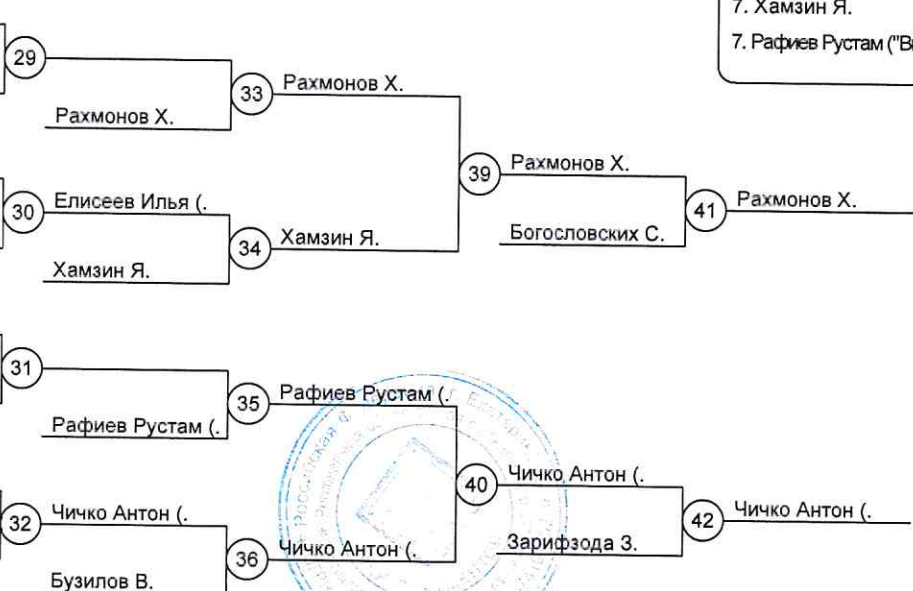 7. Хамзин Я.
7. Рафиев Рустам ("В
29
33
Рахмонов Х.
Рахмонов Х.
39
Рахмонов Х.
30
Елисеев Илья (.
34
Хамзин Я.
Хамзин Я.
Богословских С.
41
Рахмонов Х.
31
35
Рафиев Рустам (.
Рафиев Рустам (.
40
Чичко Антон (.
32
Чичко Антон (.
36
Чичко Антон (.
Бузилов В.
Зарифзода З.
42
Чичко Антон (.